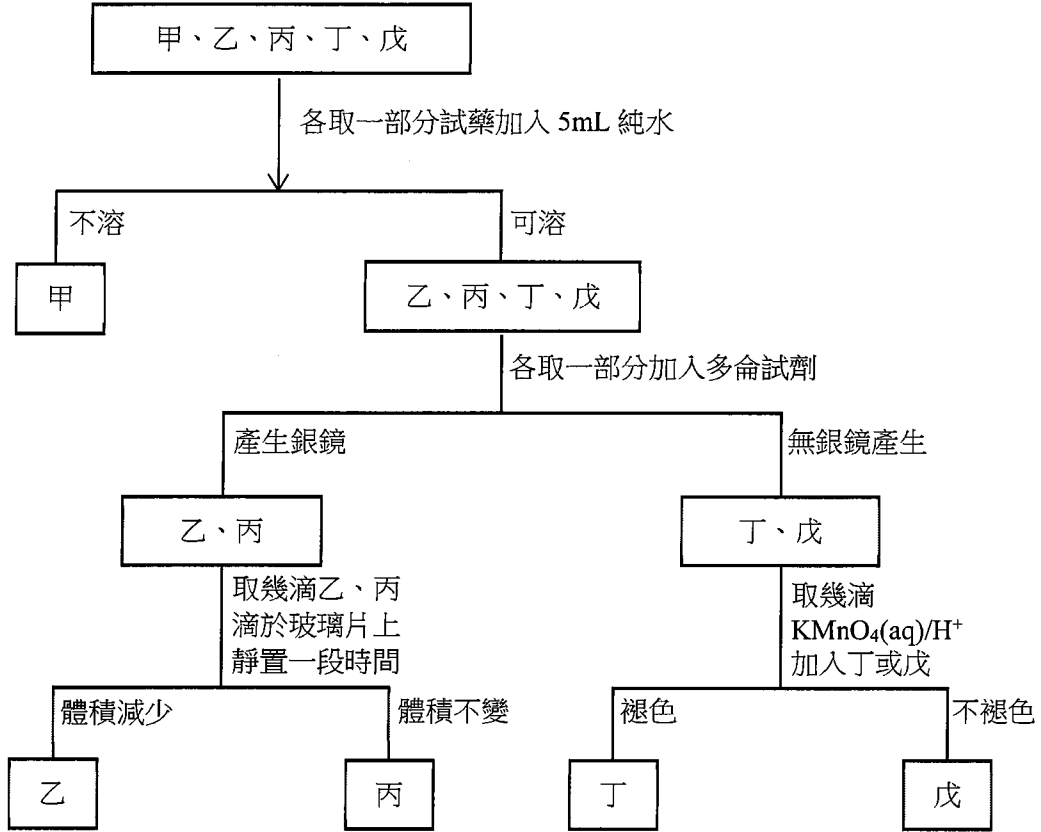 甲、乙、丙、丁、戊
各取一部分試藥加入 5mL 純水
不溶
可溶
甲
乙、丙、丁、戊
各取一部分加入多侖試劑
產生銀鏡
無銀鏡產生
乙、丙
丁、戊
取幾滴乙、丙
滴於玻璃片上
靜置一段時間
取幾滴
KMnO₄(aq)/H⁺
加入丁或戊
體積減少
體積不變
褪色
不褪色
乙
丙
丁
戊